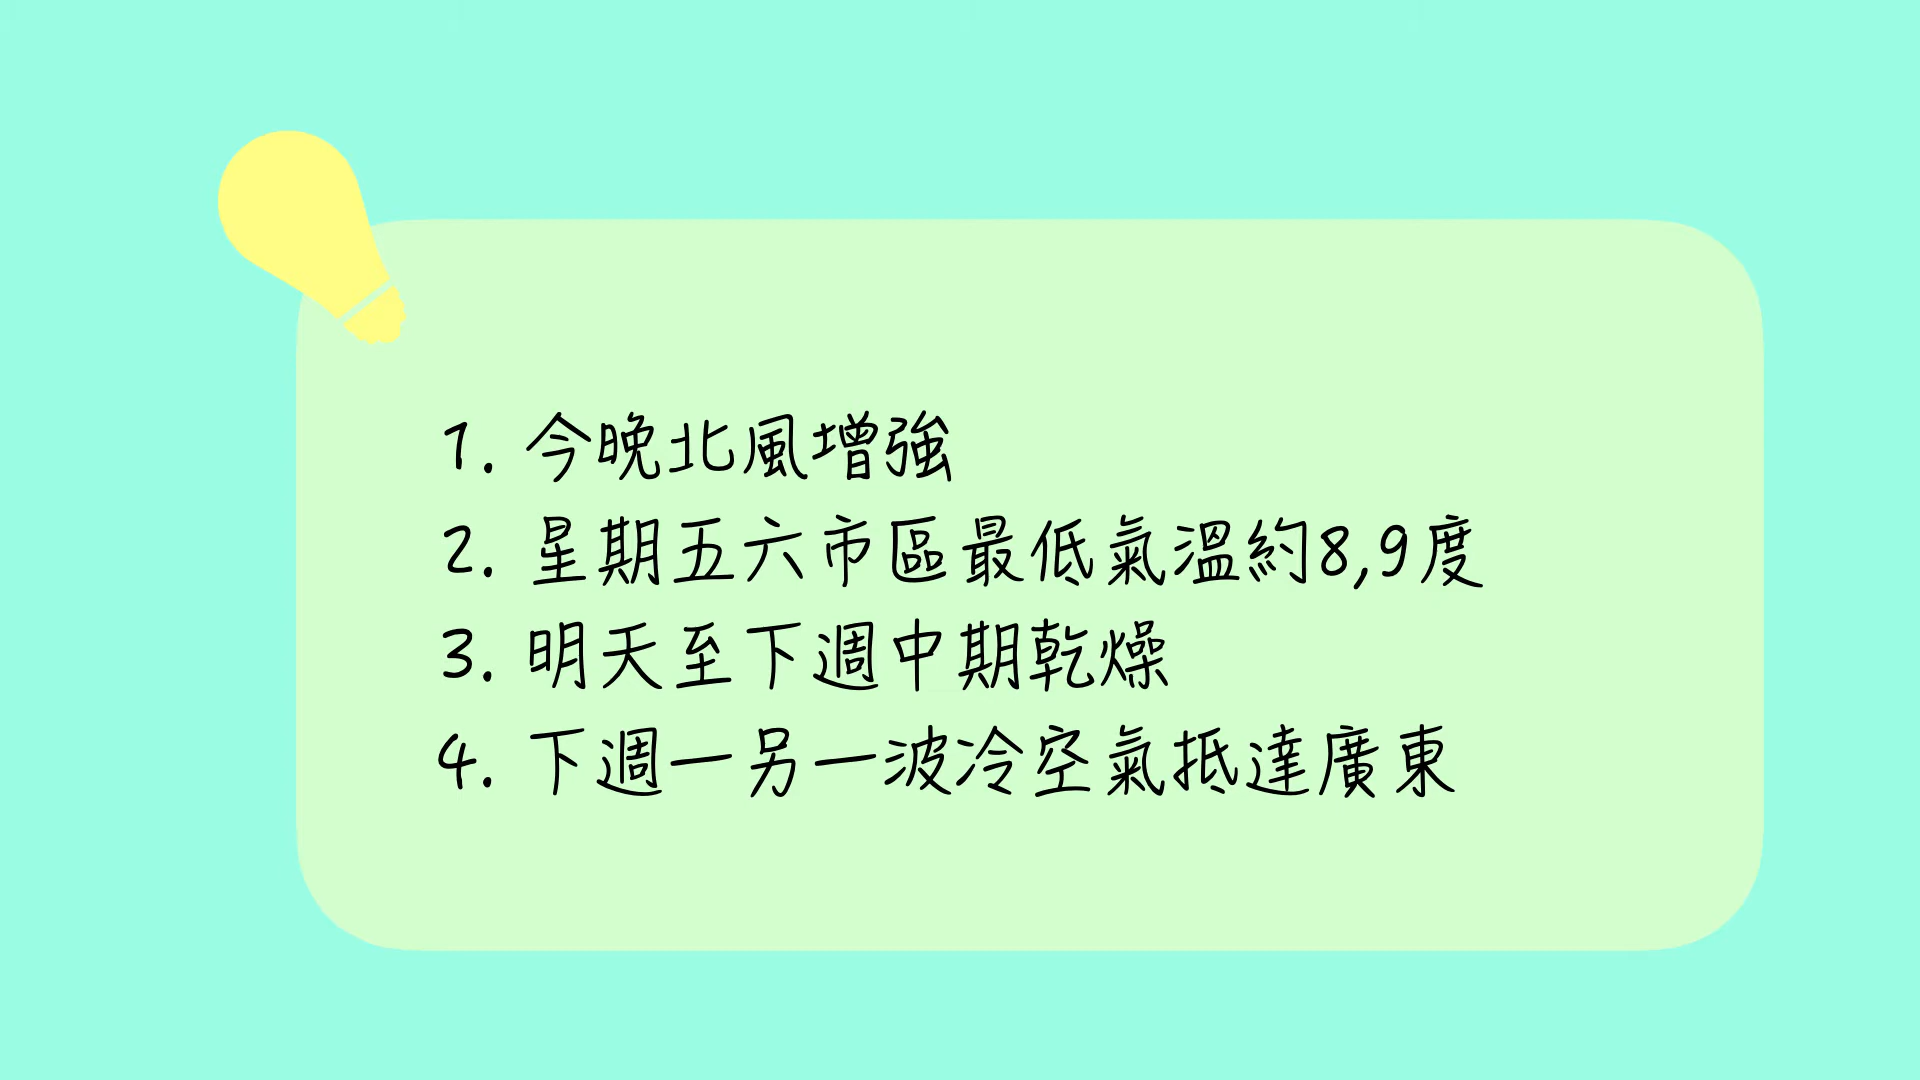 1. 今晚北風增強
2. 星期五六市區最低氣溫約8,9度
3. 明天至下週中期乾燥
4. 下週一另一波冷空氣抵達廣東